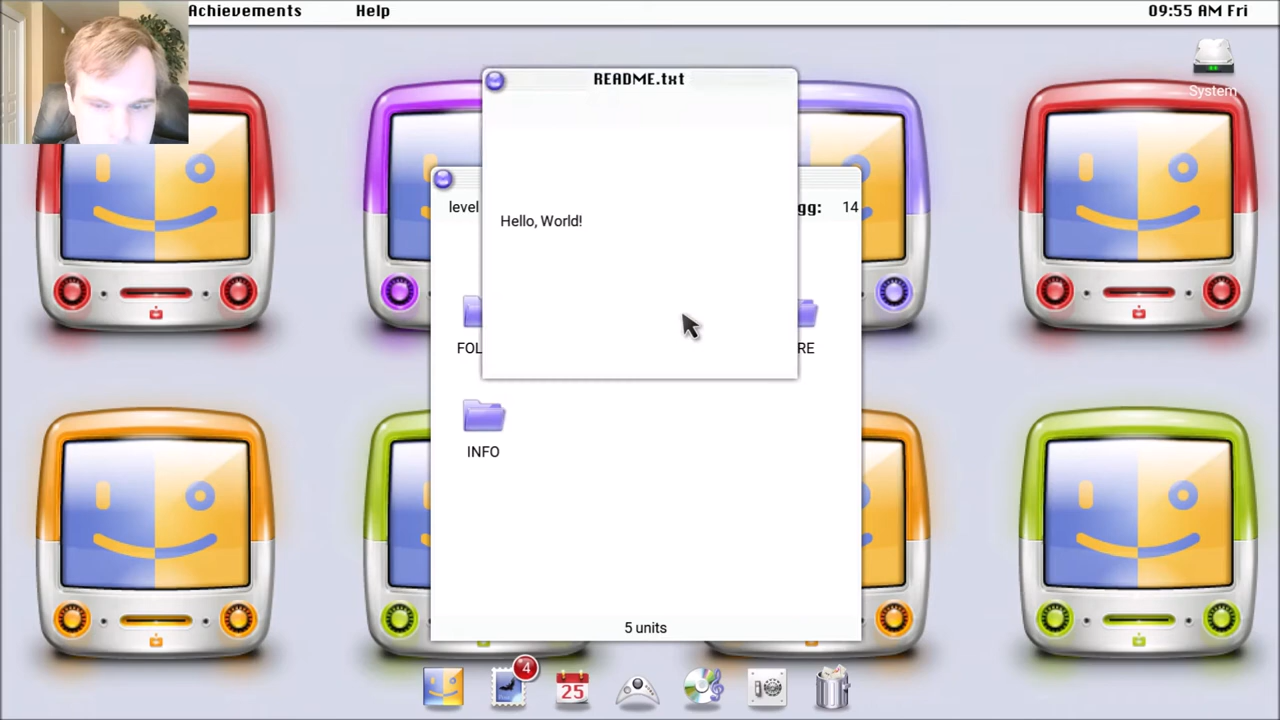 Achievements Help 09:55 AM Fri
README.txt
System
level gg: 14
Hello, World!
FOL RE
INFO
5 units
4
25